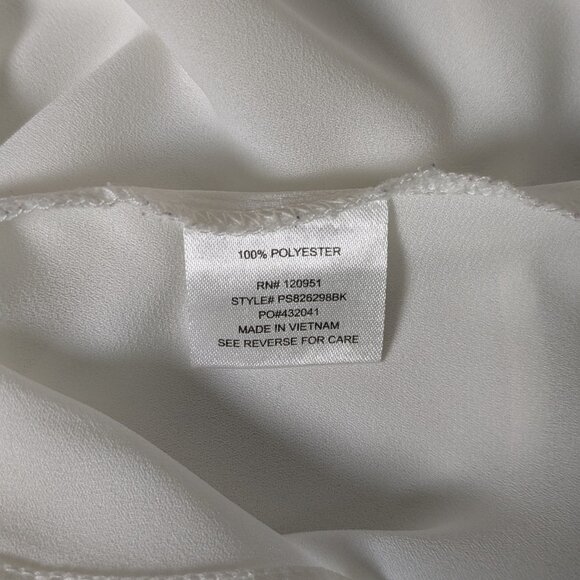 100% POLYESTER
RN# 120951
STYLE# PS826298BK
PO#432041
MADE IN VIETNAM
SEE REVERSE FOR CARE